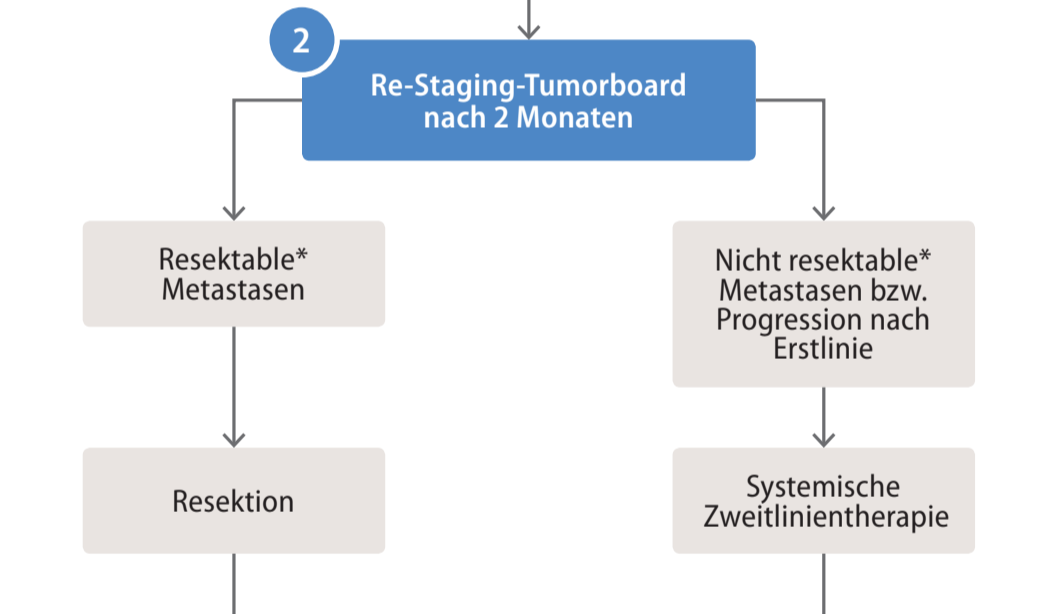 2
Re-Staging-Tumorboard
nach 2 Monaten
Resektable*
Metastasen
Nicht resektable*
Metastasen bzw.
Progression nach
Erstlinie
Resektion
Systemische
Zweitlinientherapie